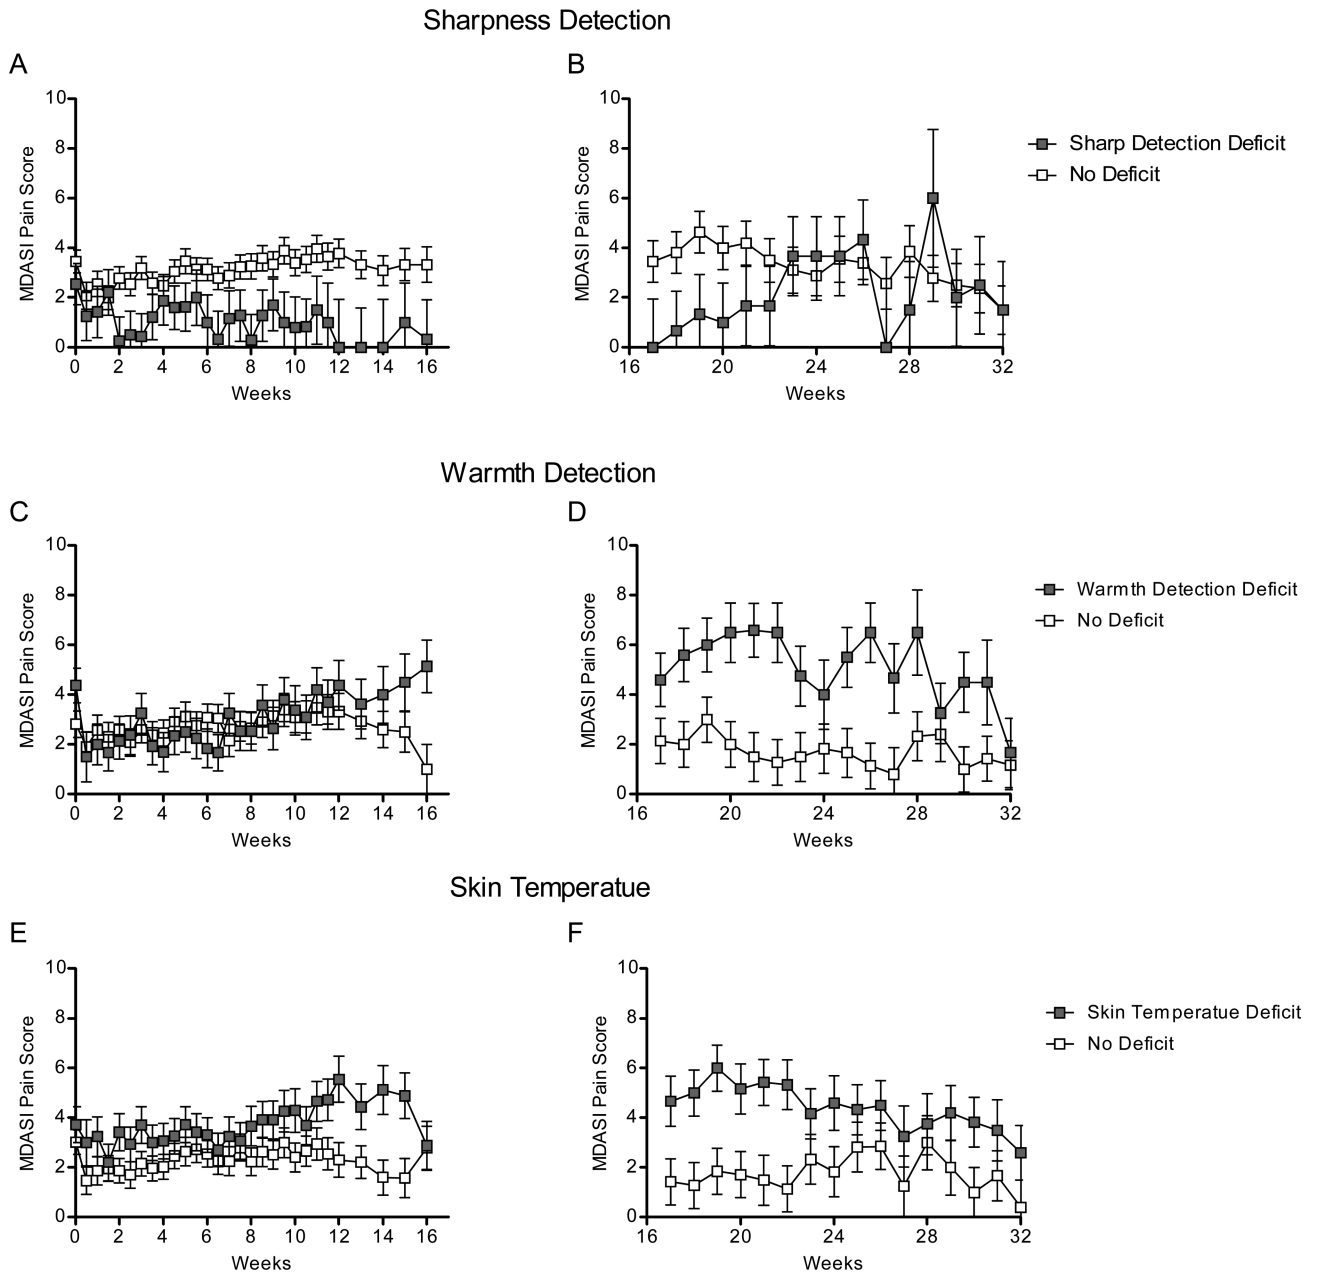 Sharpness Detection
A
B
10
8
6
4
2
0
MDASI Pain Score
0 2 4 6 8 10 12 14 16
Weeks
10
8
6
4
2
0
MDASI Pain Score
16 20 24 28 32
Weeks
Sharp Detection Deficit
No Deficit
Warmth Detection
C
D
10
8
6
4
2
0
MDASI Pain Score
0 2 4 6 8 10 12 14 16
Weeks
10
8
6
4
2
0
MDASI Pain Score
16 20 24 28 32
Weeks
Warmth Detection Deficit
No Deficit
Skin Temperatue
E
F
10
8
6
4
2
0
MDASI Pain Score
0 2 4 6 8 10 12 14 16
Weeks
10
8
6
4
2
0
MDASI Pain Score
16 20 24 28 32
Weeks
Skin Temperatue Deficit
No Deficit